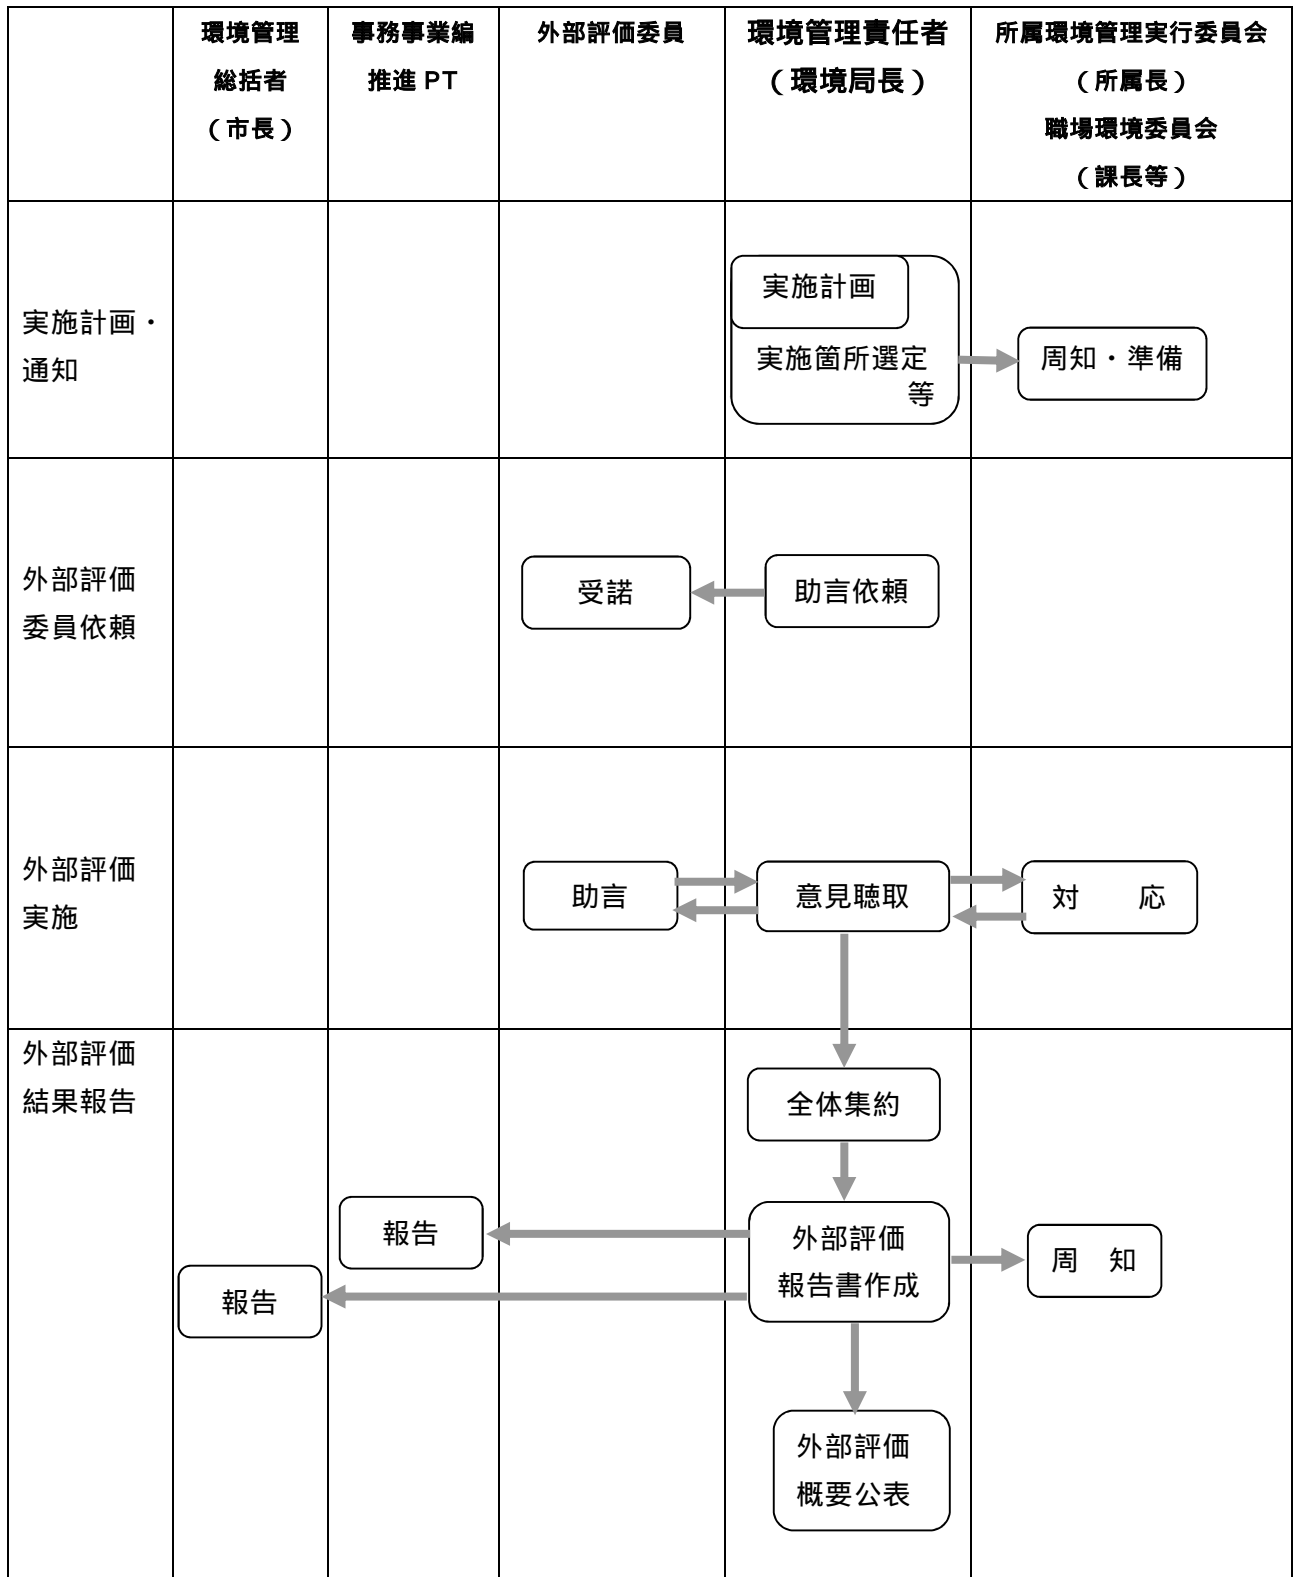 環境管理
総括者
（市長）
事務事業編
推進 PT
外部評価委員
環境管理責任者
（環境局長）
所属環境管理実行委員会
（所属長）
職場環境委員会
（課長等）
実施計画・
通知
実施計画
実施箇所選定
等
周知・準備
外部評価
委員依頼
受諾
助言依頼
外部評価
実施
助言
意見聴取
対　　応
外部評価
結果報告
全体集約
報告
報告
外部評価
報告書作成
周　知
外部評価
概要公表